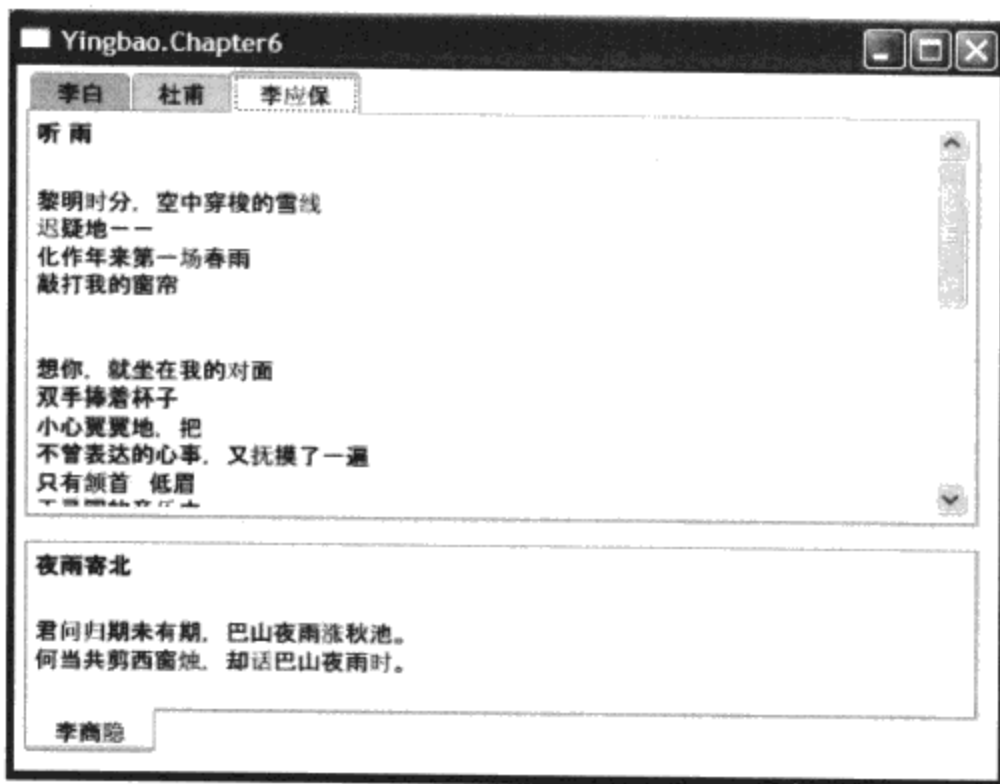 Yingbao.Chapter6
李白 杜甫 李应保
听 雨
黎明时分，空中穿梭的雪线
迟疑地——
化作年来第一场春雨
敲打我的窗帘
想你，就坐在我的对面
双手捧着杯子
小心翼翼地，把
不曾表达的心事，又抚摸了一遍
只有颔首 低眉
夜雨寄北
君问归期未有期，巴山夜雨涨秋池。
何当共剪西窗烛，却话巴山夜雨时。
李商隐